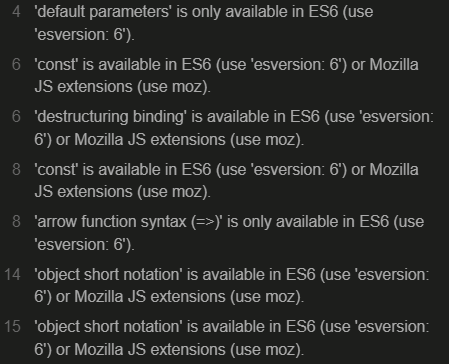 4 'default parameters' is only available in ES6 (use
'esversion: 6').
6 'const' is available in ES6 (use 'esversion: 6') or Mozilla
JS extensions (use moz).
6 'destructuring binding' is available in ES6 (use 'esversion:
6') or Mozilla JS extensions (use moz).
8 'const' is available in ES6 (use 'esversion: 6') or Mozilla
JS extensions (use moz).
8 'arrow function syntax (=>)' is only available in ES6 (use
'esversion: 6').
14 'object short notation' is available in ES6 (use 'esversion:
6') or Mozilla JS extensions (use moz).
15 'object short notation' is available in ES6 (use 'esversion:
6') or Mozilla JS extensions (use moz).